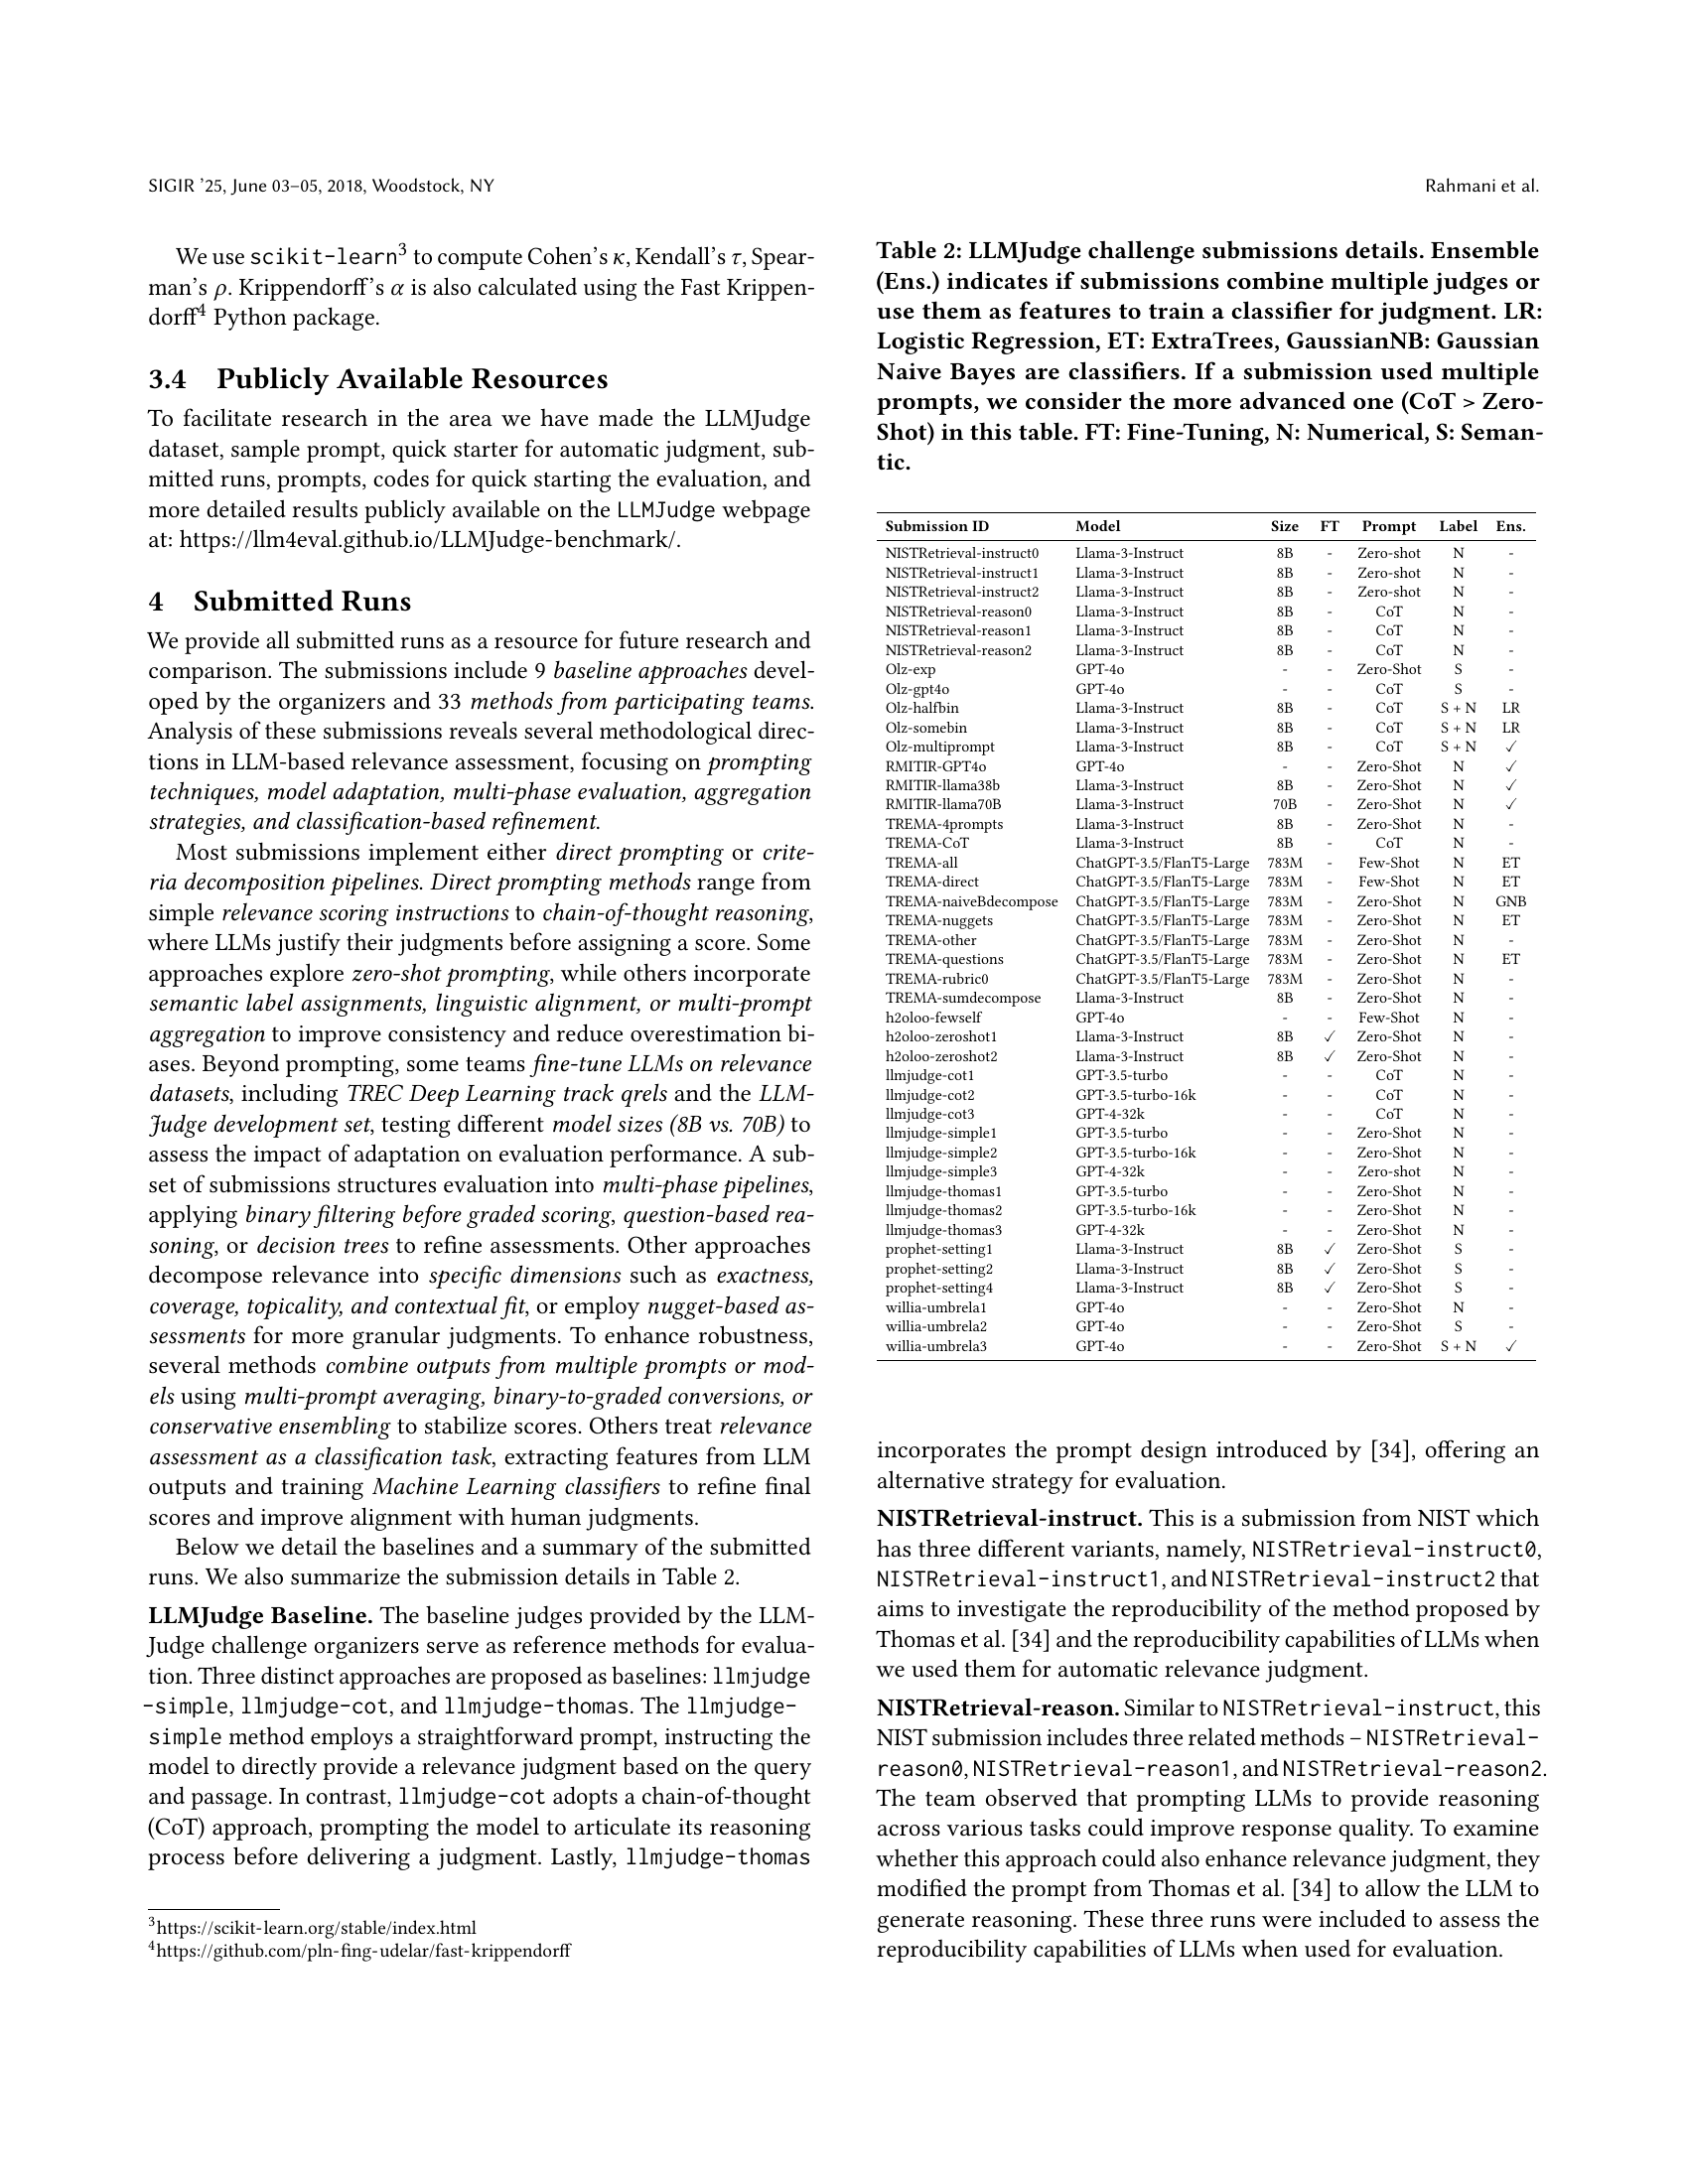 SIGIR '25, June 03–05, 2018, Woodstock, NY
Rahmani et al.
We use scikit-learn3 to compute Cohen's κ, Kendall's τ, Spear-
man's ρ. Krippendorff's α is also calculated using the Fast Krippen-
dorff4 Python package.
3.4 Publicly Available Resources
To facilitate research in the area we have made the LLMJudge
dataset, sample prompt, quick starter for automatic judgment, sub-
mitted runs, prompts, codes for quick starting the evaluation, and
more detailed results publicly available on the LLMJudge webpage
at: https://llm4eval.github.io/LLMJudge-benchmark/.
4 Submitted Runs
We provide all submitted runs as a resource for future research and
comparison. The submissions include 9 baseline approaches devel-
oped by the organizers and 33 methods from participating teams.
Analysis of these submissions reveals several methodological direc-
tions in LLM-based relevance assessment, focusing on prompting
techniques, model adaptation, multi-phase evaluation, aggregation
strategies, and classification-based refinement.
Most submissions implement either direct prompting or crite-
ria decomposition pipelines. Direct prompting methods range from
simple relevance scoring instructions to chain-of-thought reasoning,
where LLMs justify their judgments before assigning a score. Some
approaches explore zero-shot prompting, while others incorporate
semantic label assignments, linguistic alignment, or multi-prompt
aggregation to improve consistency and reduce overestimation bi-
ases. Beyond prompting, some teams fine-tune LLMs on relevance
datasets, including TREC Deep Learning track qrels and the LLM-
Judge development set, testing different model sizes (8B vs. 70B) to
assess the impact of adaptation on evaluation performance. A sub-
set of submissions structures evaluation into multi-phase pipelines,
applying binary filtering before graded scoring, question-based rea-
soning, or decision trees to refine assessments. Other approaches
decompose relevance into specific dimensions such as exactness,
coverage, topicality, and contextual fit, or employ nugget-based as-
sessments for more granular judgments. To enhance robustness,
several methods combine outputs from multiple prompts or mod-
els using multi-prompt averaging, binary-to-graded conversions, or
conservative ensembling to stabilize scores. Others treat relevance
assessment as a classification task, extracting features from LLM
outputs and training Machine Learning classifiers to refine final
scores and improve alignment with human judgments.
Below we detail the baselines and a summary of the submitted
runs. We also summarize the submission details in Table 2.
LLMJudge Baseline. The baseline judges provided by the LLM-
Judge challenge organizers serve as reference methods for evalua-
tion. Three distinct approaches are proposed as baselines: llmjudge
-simple, llmjudge-cot, and llmjudge-thomas. The llmjudge-
simple method employs a straightforward prompt, instructing the
model to directly provide a relevance judgment based on the query
and passage. In contrast, llmjudge-cot adopts a chain-of-thought
(CoT) approach, prompting the model to articulate its reasoning
process before delivering a judgment. Lastly, llmjudge-thomas
3https://scikit-learn.org/stable/index.html
4https://github.com/pln-fing-udelar/fast-krippendorff
Table 2: LLMJudge challenge submissions details. Ensemble
(Ens.) indicates if submissions combine multiple judges or
use them as features to train a classifier for judgment. LR:
Logistic Regression, ET: ExtraTrees, GaussianNB: Gaussian
Naive Bayes are classifiers. If a submission used multiple
prompts, we consider the more advanced one (CoT > Zero-
Shot) in this table. FT: Fine-Tuning, N: Numerical, S: Seman-
tic.
Submission ID Model Size FT Prompt Label Ens.
NISTRetrieval-instruct0 Llama-3-Instruct 8B - Zero-shot N -
NISTRetrieval-instruct1 Llama-3-Instruct 8B - Zero-shot N -
NISTRetrieval-instruct2 Llama-3-Instruct 8B - Zero-shot N -
NISTRetrieval-reason0 Llama-3-Instruct 8B - CoT N -
NISTRetrieval-reason1 Llama-3-Instruct 8B - CoT N -
NISTRetrieval-reason2 Llama-3-Instruct 8B - CoT N -
Olz-exp GPT-4o - - Zero-Shot S -
Olz-gpt4o GPT-4o - - CoT S -
Olz-halfbin Llama-3-Instruct 8B - CoT S + N LR
Olz-somebin Llama-3-Instruct 8B - CoT S + N LR
Olz-multiprompt Llama-3-Instruct 8B - CoT S + N ✓
RMITIR-GPT4o GPT-4o - - Zero-Shot N ✓
RMITIR-llama38b Llama-3-Instruct 8B - Zero-Shot N ✓
RMITIR-llama70B Llama-3-Instruct 70B - Zero-Shot N ✓
TREMA-4prompts Llama-3-Instruct 8B - Zero-Shot N -
TREMA-CoT Llama-3-Instruct 8B - CoT N -
TREMA-all ChatGPT-3.5/FlanT5-Large 783M - Few-Shot N ET
TREMA-direct ChatGPT-3.5/FlanT5-Large 783M - Few-Shot N ET
TREMA-naiveBdecompose ChatGPT-3.5/FlanT5-Large 783M - Zero-Shot N GNB
TREMA-nuggets ChatGPT-3.5/FlanT5-Large 783M - Zero-Shot N ET
TREMA-other ChatGPT-3.5/FlanT5-Large 783M - Zero-Shot N -
TREMA-questions ChatGPT-3.5/FlanT5-Large 783M - Zero-Shot N ET
TREMA-rubric0 ChatGPT-3.5/FlanT5-Large 783M - Zero-Shot N -
TREMA-sumdecompose Llama-3-Instruct 8B - Zero-Shot N -
h2oloo-fewself GPT-4o - - Few-Shot N -
h2oloo-zeroshot1 Llama-3-Instruct 8B ✓ Zero-Shot N -
h2oloo-zeroshot2 Llama-3-Instruct 8B ✓ Zero-Shot N -
llmjudge-cot1 GPT-3.5-turbo - - CoT N -
llmjudge-cot2 GPT-3.5-turbo-16k - - CoT N -
llmjudge-cot3 GPT-4-32k - - CoT N -
llmjudge-simple1 GPT-3.5-turbo - - Zero-Shot N -
llmjudge-simple2 GPT-3.5-turbo-16k - - Zero-Shot N -
llmjudge-simple3 GPT-4-32k - - Zero-shot N -
llmjudge-thomas1 GPT-3.5-turbo - - Zero-Shot N -
llmjudge-thomas2 GPT-3.5-turbo-16k - - Zero-Shot N -
llmjudge-thomas3 GPT-4-32k - - Zero-Shot N -
prophet-setting1 Llama-3-Instruct 8B ✓ Zero-Shot S -
prophet-setting2 Llama-3-Instruct 8B ✓ Zero-Shot S -
prophet-setting4 Llama-3-Instruct 8B ✓ Zero-Shot S -
willia-umbrela1 GPT-4o - - Zero-Shot N -
willia-umbrela2 GPT-4o - - Zero-Shot S -
willia-umbrela3 GPT-4o - - Zero-Shot S + N ✓
incorporates the prompt design introduced by [34], offering an
alternative strategy for evaluation.
NISTRetrieval-instruct. This is a submission from NIST which
has three different variants, namely, NISTRetrieval-instruct0,
NISTRetrieval-instruct1, and NISTRetrieval-instruct2 that
aims to investigate the reproducibility of the method proposed by
Thomas et al. [34] and the reproducibility capabilities of LLMs when
we used them for automatic relevance judgment.
NISTRetrieval-reason. Similar to NISTRetrieval-instruct, this
NIST submission includes three related methods – NISTRetrieval-
reason0, NISTRetrieval-reason1, and NISTRetrieval-reason2.
The team observed that prompting LLMs to provide reasoning
across various tasks could improve response quality. To examine
whether this approach could also enhance relevance judgment, they
modified the prompt from Thomas et al. [34] to allow the LLM to
generate reasoning. These three runs were included to assess the
reproducibility capabilities of LLMs when used for evaluation.